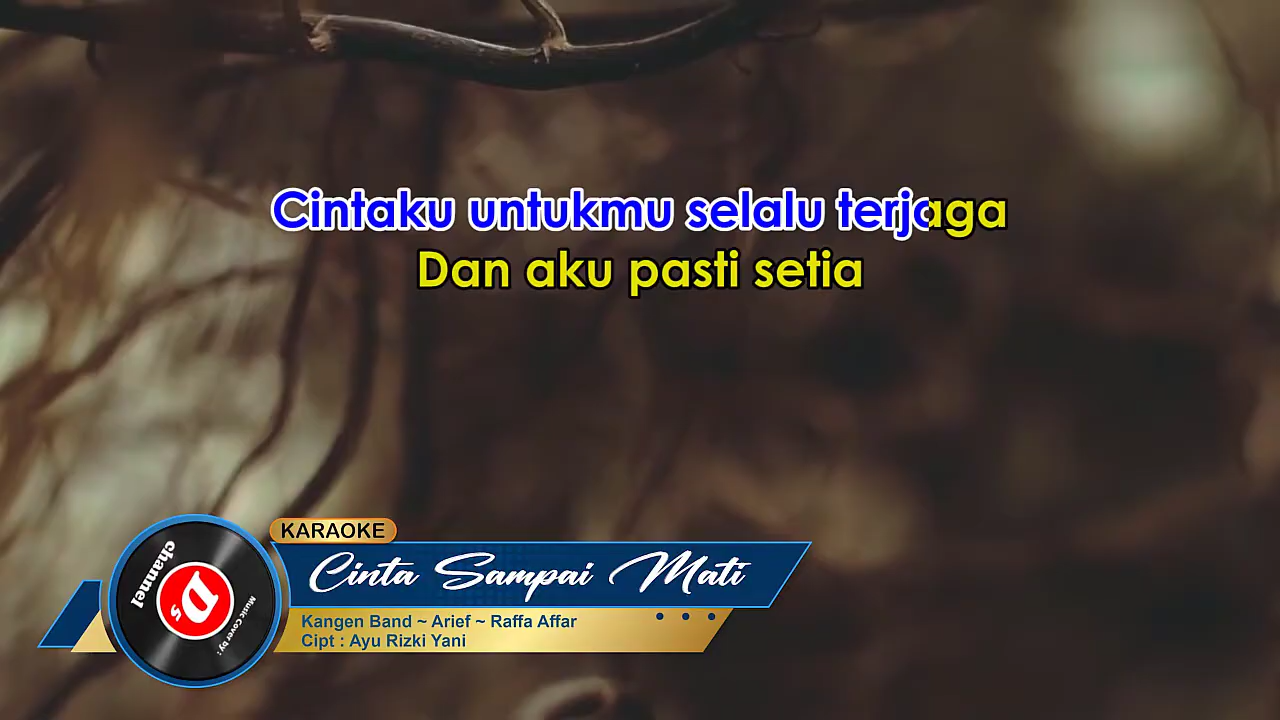 Cintaku untukmu selalu terjaga
Dan aku pasti setia
KARAOKE
Cinta Sampai Mati
Kangen Band ~ Arief ~ Raffa Affar
Cipt : Ayu Rizki Yani
channel
Ds
Music Cover by :